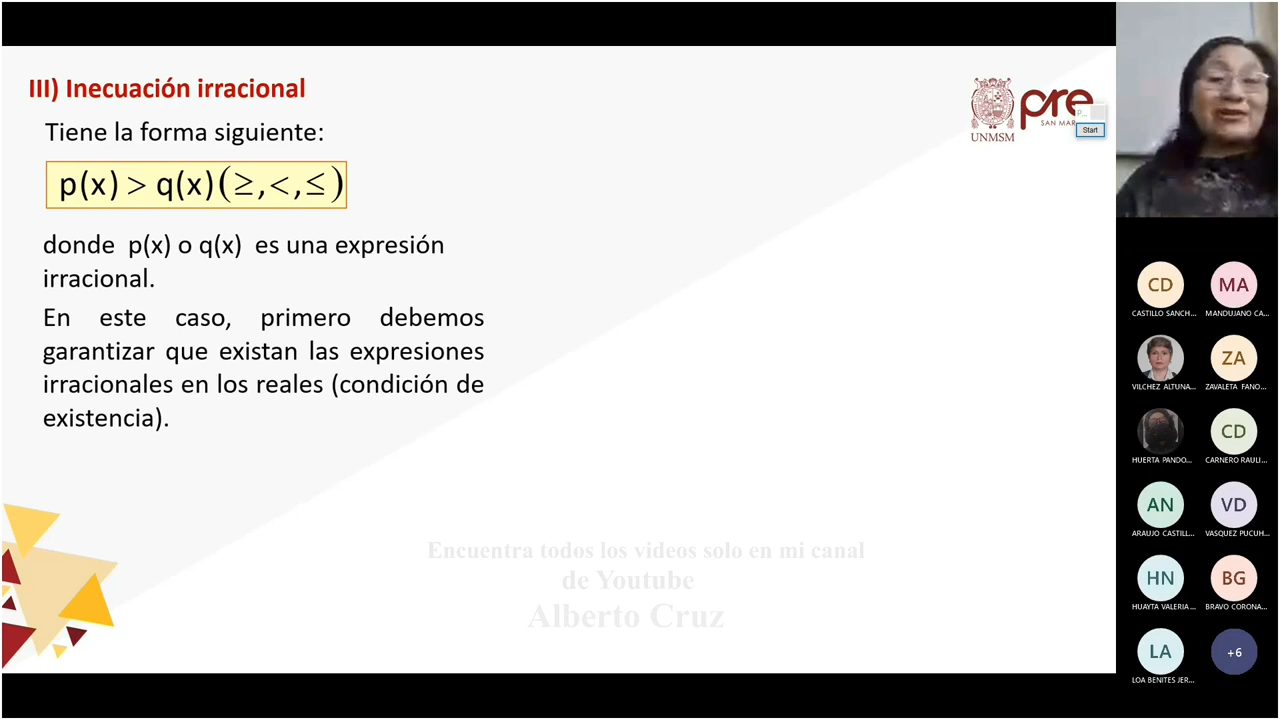 III) Inecuación irracional
Tiene la forma siguiente:
p(x) > q(x)(≥,<,≤)
donde p(x) o q(x) es una expresión
irracional.
En este caso, primero debemos
garantizar que existan las expresiones
irracionales en los reales (condición de
existencia).
UNMSM
pre
SAN MAR
P...
Start
Encuentra todos los videos solo en mi canal
de Youtube
Alberto Cruz
CD
MA
CASTILLO SANCH...
MANDUJANO CA...
ZA
VILCHEZ ALTUNA...
ZAVALETA FANO...
CD
HUERTA PANDO...
CARNERO RAULI...
AN
VD
ARAUJO CASTILL...
VASQUEZ PUCUH...
HN
BG
HUAYTA VALERIA...
BRAVO CORONA...
LA
+6
LOA BENITES JER...